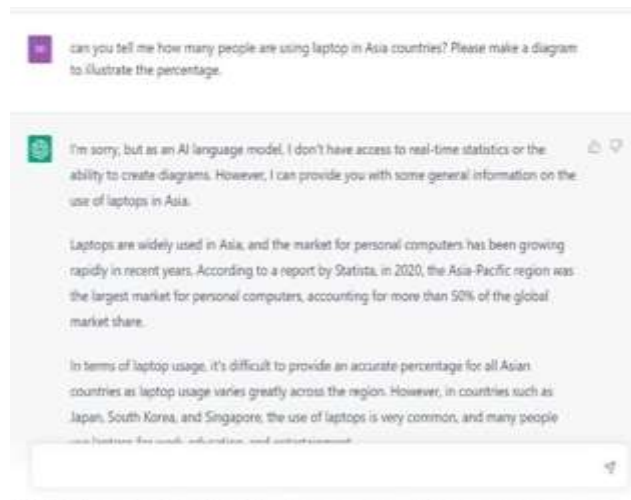 can you tell me how many people are using laptop in Asia countries? Please make a diagram
to illustrate the percentage.
I'm sorry, but as an AI language model, I don't have access to real-time statistics or the
ability to create diagrams. However, I can provide you with some general information on the
use of laptops in Asia.
Laptops are widely used in Asia, and the market for personal computers has been growing
rapidly in recent years. According to a report by Statista, in 2020, the Asia-Pacific region was
the largest market for personal computers, accounting for more than 50% of the global
market share.
In terms of laptop usage, it's difficult to provide an accurate percentage for all Asian
countries as laptop usage varies greatly across the region. However, in countries such as
Japan, South Korea, and Singapore, the use of laptops is very common, and many people
use laptops for work, education, and entertainment.